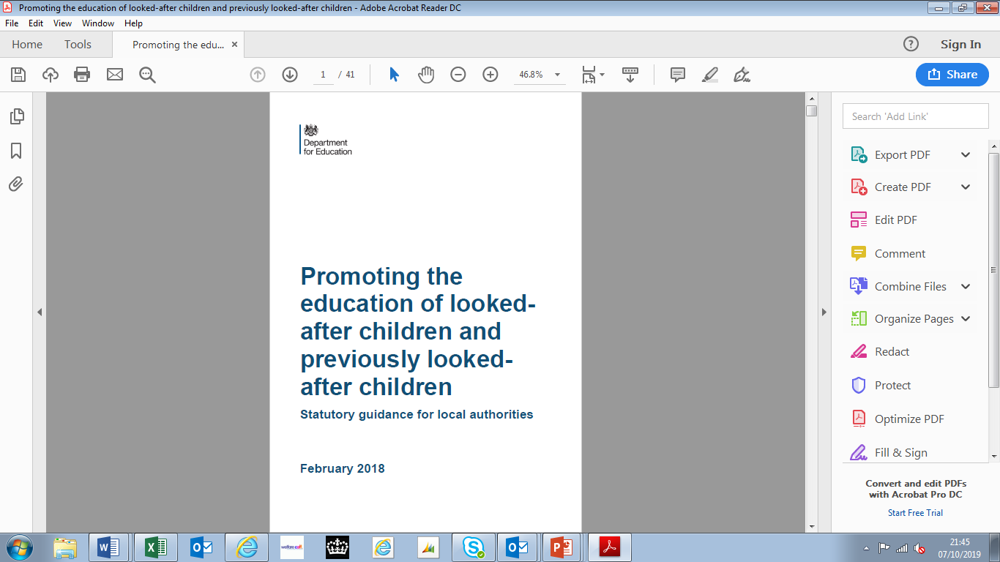 Promoting the education of looked-after children and previously looked-after children - Adobe Acrobat Reader DC
File Edit View Window Help
Home Tools Promoting the edu... × Sign In
1 / 41 46.8% Share
Search 'Add Link'
Department
for Education
Export PDF
Create PDF
Edit PDF
Comment
Combine Files
Organize Pages
Redact
Protect
Optimize PDF
Fill & Sign
Promoting the
education of looked-
after children and
previously looked-
after children
Statutory guidance for local authorities
February 2018
Convert and edit PDFs
with Acrobat Pro DC
Start Free Trial
welfare call.
21:45
07/10/2019